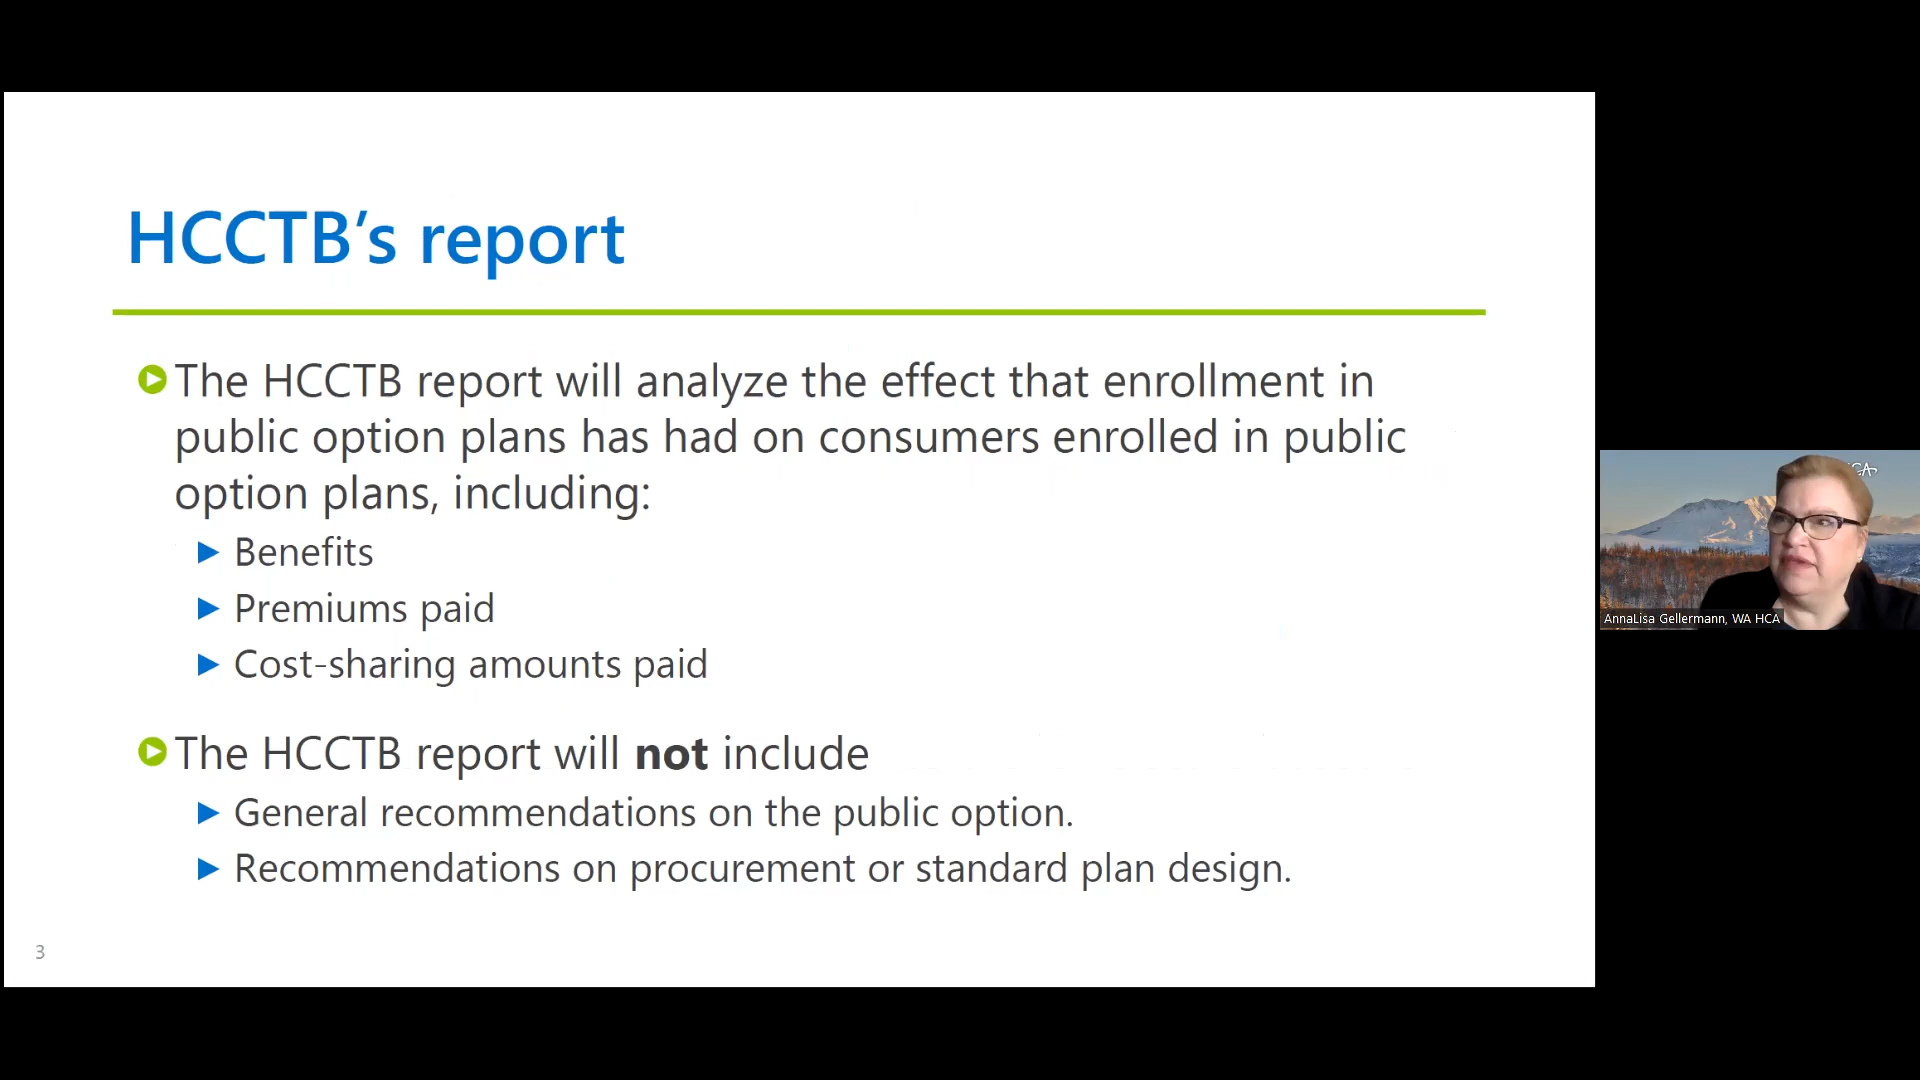 HCCTB’s report
The HCCTB report will analyze the effect that enrollment in
public option plans has had on consumers enrolled in public
option plans, including:
Benefits
Premiums paid
Cost-sharing amounts paid
The HCCTB report will not include
General recommendations on the public option.
Recommendations on procurement or standard plan design.
3
AnnaLisa Gellermann, WA HCA